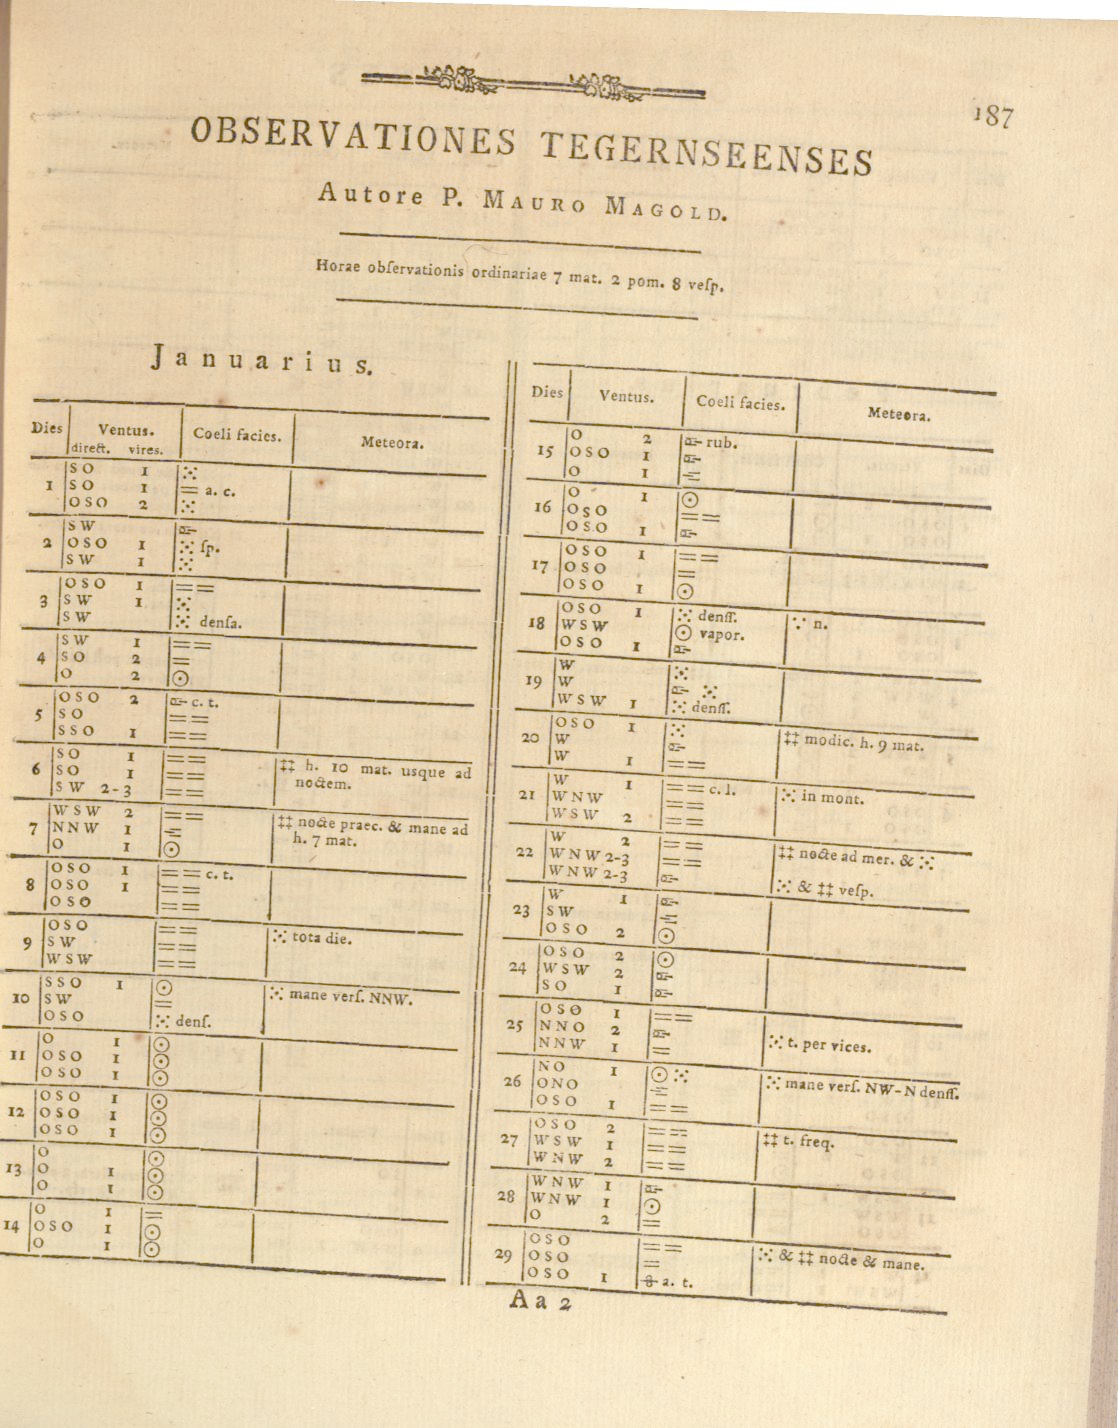 187
OBSERVATIONES TEGERNSEENSES
Autore P. MAURO MAGOLD.
Horae obſervationis ordinariae 7 mat. 2 pom. 8 veſp.
Januarius.
Dies Ventus. Coeli facies. Meteora.
direct. vires.
1
SO 1 ⁙
SO 1 = a. c.
OSO 2 ⁙
2
SW
OSO 1 ⁙ ſp.
SW 1 ⁙
3
OSO 1 ==
SW 1 ⁙
SW ⁙ denſa.
4
SW 1 ==
SO 2 =
O 2 ☉
5
OSO 2 c. t.
SO ==
SSO 1 ==
6
SO 1 == ‡‡ h. 10 mat. usque ad
SO 1 == noctem.
SW 2-3 ==
7
WSW 2 == ‡‡ nocte praec. & mane ad
NNW 1 h. 7 mat.
O 1 ☉
8
OSO 1 == c. t.
OSO 1 ==
OSO ==
9
OSO == ⁙ tota die.
SW ==
WSW ==
10
SSO 1 ☉ ⁙ mane verſ. NNW.
SW =
OSO ⁙ denſ.
11
O 1 ☉
OSO 1 ☉
OSO 1 ☉
12
OSO 1 ☉
OSO 1 ☉
OSO 1 ☉
13
O ☉
O 1 ☉
O 1 ☉
14
O 1 =
OSO 1 ☉
O 1 ☉
Dies Ventus. Coeli facies. Meteora.
15
O 2 rub.
OSO 1
O 1
16
O 1 ☉
OSO ==
OSO 1
17
OSO 1 ==
OSO =
OSO 1 ☉
18
OSO 1 ⁙ denſſ. ∵ n.
WSW ☉ vapor.
OSO 1
19
W ⁙
W ⁙
WSW 1 ⁙ denſſ.
20
OSO 1 ⁙ ‡‡ modic. h. 9 mat.
W
W 1 ==
21
W 1 == c. l. ⁙ in mont.
WNW ==
WSW 2 ==
22
W 2 == ‡‡ nocte ad mer. & ⁙
WNW 2-3 ==
WNW 2-3 ⁙ & ‡‡ veſp.
23
W 1
SW
OSO 2 ☉
24
OSO 2 ☉
WSW 2
SO 1
25
OSO 1 ==
NNO 2 ⁙ t. per vices.
NNW 1 =
26
NO 1 ☉ ⁙ ⁙ mane verſ. NW-N denſſ.
ONO
OSO 1 ==
27
OSO 2 == ‡‡ t. freq.
WSW 1 ==
WNW 2 ==
28
WNW 1
WNW 1 ☉
O 2 =
29
OSO == ⁙ & ‡‡ nocte & mane.
OSO =
OSO 1 a. t.
Aa 2